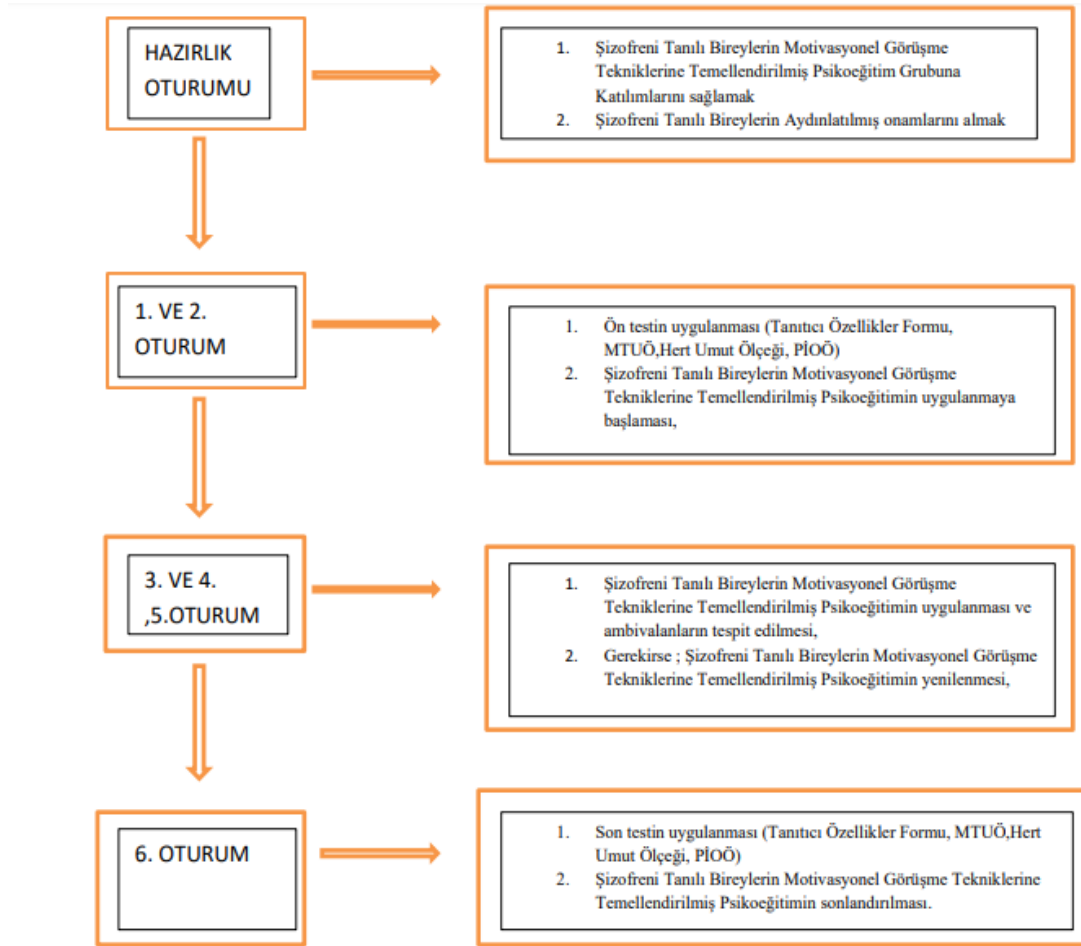 HAZIRLIK
OTURUMU
1. Şizofreni Tanılı Bireylerin Motivasyonel Görüşme
Tekniklerine Temellendirilmiş Psikoeğitim Grubuna
Katılımlarını sağlamak
2. Şizofreni Tanılı Bireylerin Aydınlatılmış onamlarını almak
1. VE 2.
OTURUM
1. Ön testin uygulanması (Tanıtıcı Özellikler Formu,
MTUÖ,Hert Umut Ölçeği, PİOÖ)
2. Şizofreni Tanılı Bireylerin Motivasyonel Görüşme
Tekniklerine Temellendirilmiş Psikoeğitimin uygulanmaya
başlaması,
3. VE 4.
,5.OTURUM
1. Şizofreni Tanılı Bireylerin Motivasyonel Görüşme
Tekniklerine Temellendirilmiş Psikoeğitimin uygulanması ve
ambivalanların tespit edilmesi,
2. Gerekirse ; Şizofreni Tanılı Bireylerin Motivasyonel Görüşme
Tekniklerine Temellendirilmiş Psikoeğitimin yenilenmesi,
6. OTURUM
1. Son testin uygulanması (Tanıtıcı Özellikler Formu, MTUÖ,Hert
Umut Ölçeği, PİOÖ)
2. Şizofreni Tanılı Bireylerin Motivasyonel Görüşme Tekniklerine
Temellendirilmiş Psikoeğitimin sonlandırılması.